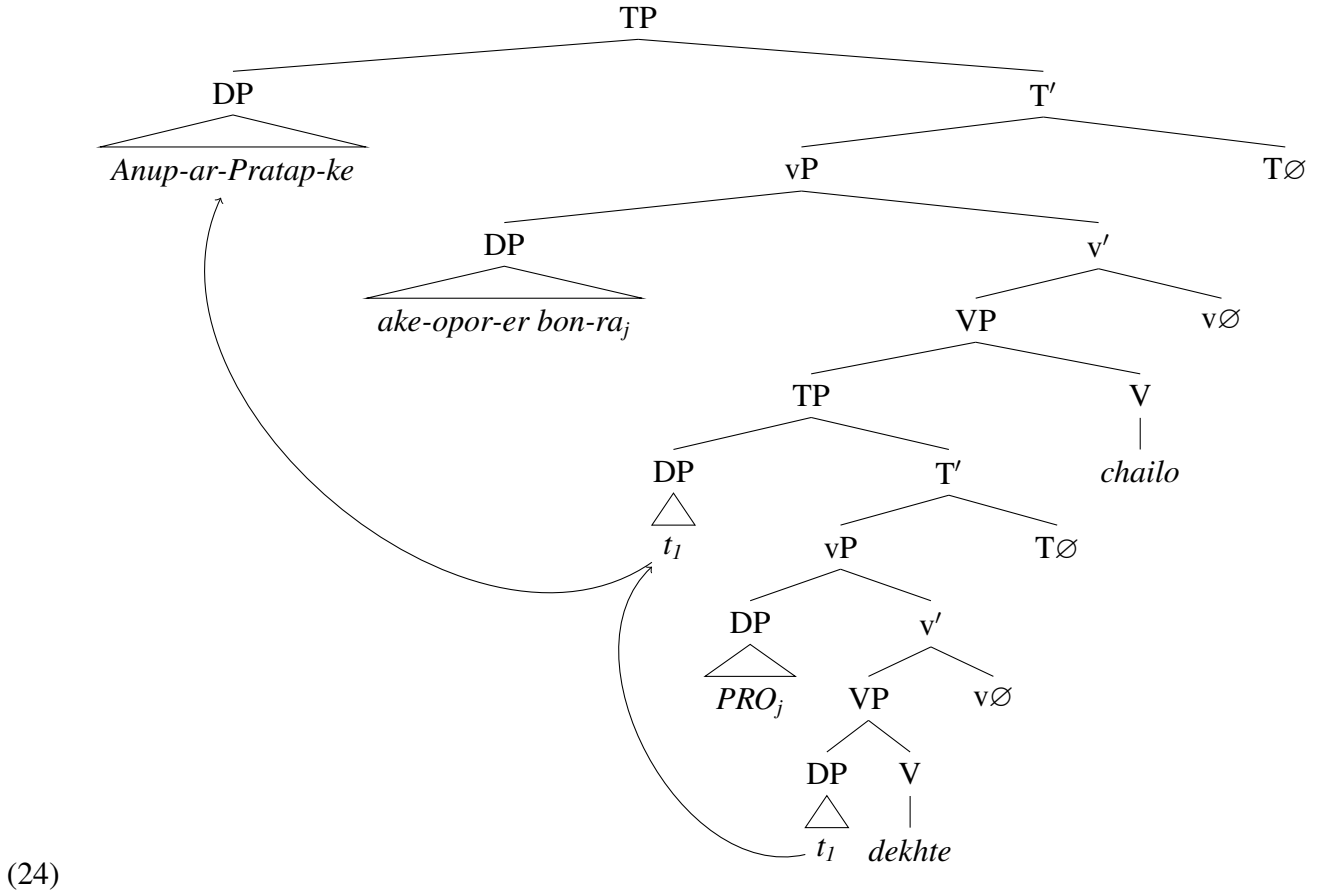 TP
DP T′
Anup-ar-Pratap-ke vP T∅
DP v′
ake-opor-er bon-raj VP v∅
TP V
DP T′ chailo
t1 vP T∅
DP v′
PROj VP v∅
DP V
t1 dekhte
(24)